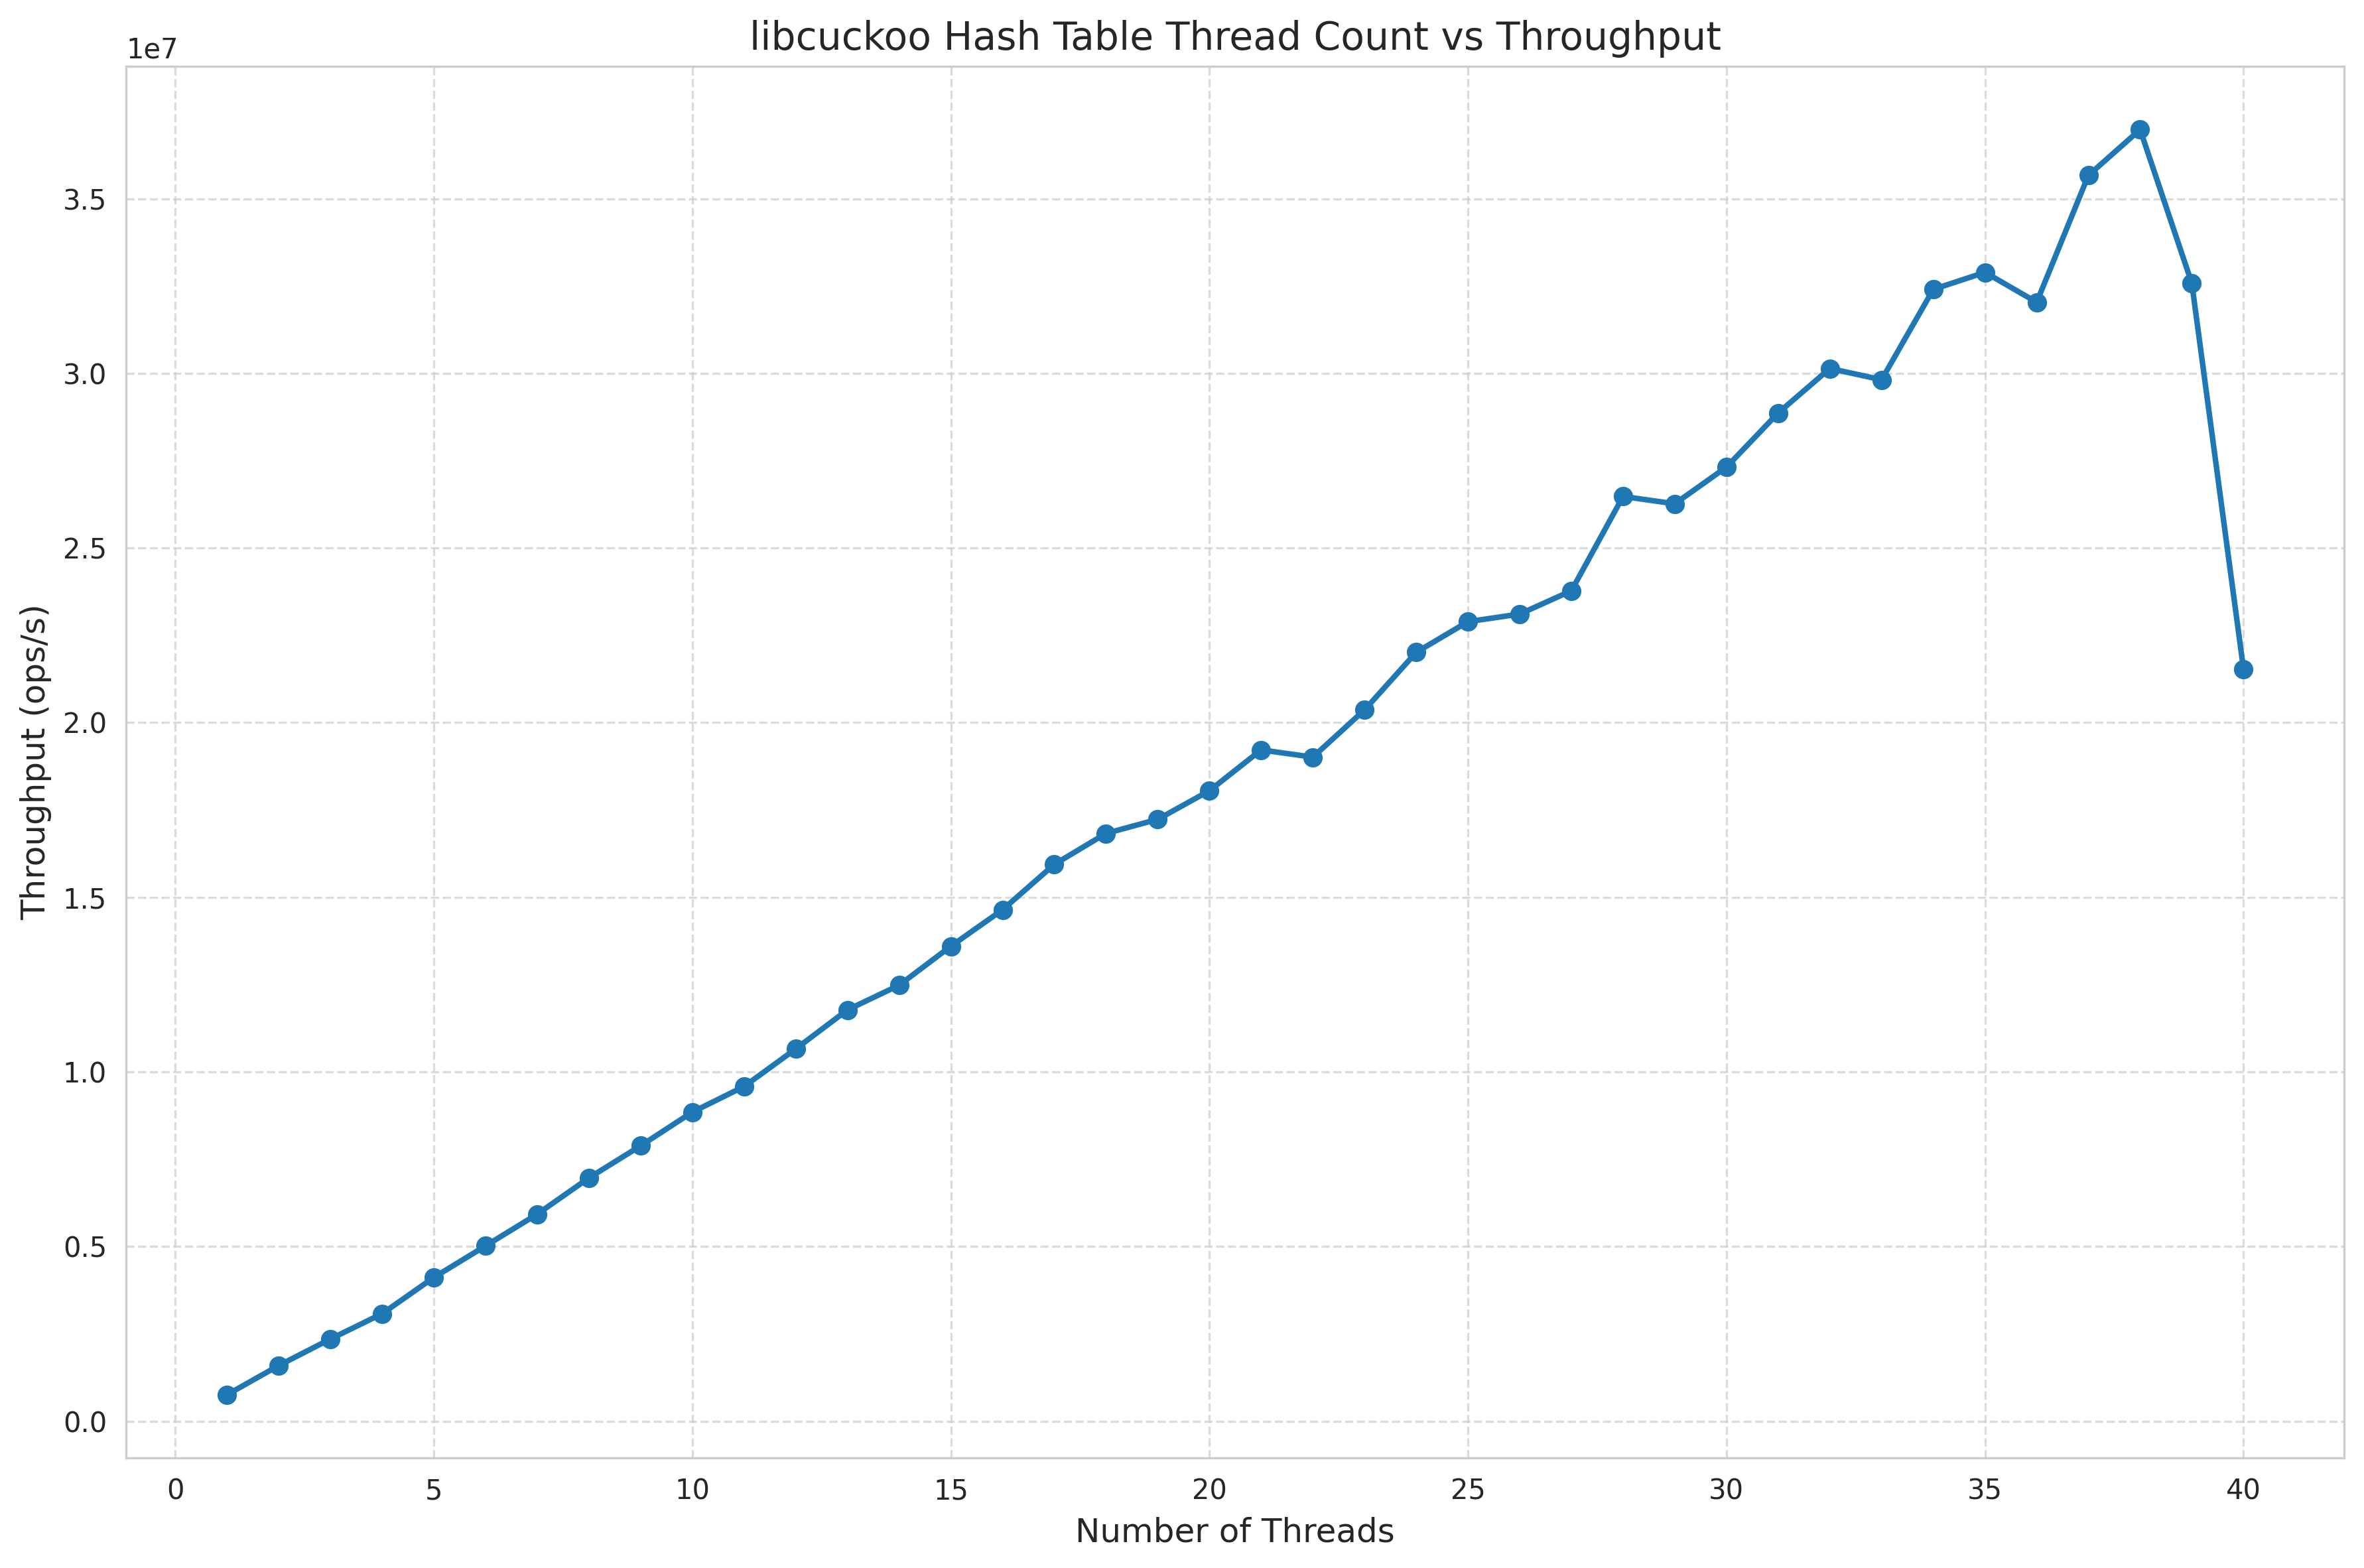 libcuckoo Hash Table Thread Count vs Throughput
1e7
Throughput (ops/s)
3.5
3.0
2.5
2.0
1.5
1.0
0.5
0.0
0 5 10 15 20 25 30 35 40
Number of Threads